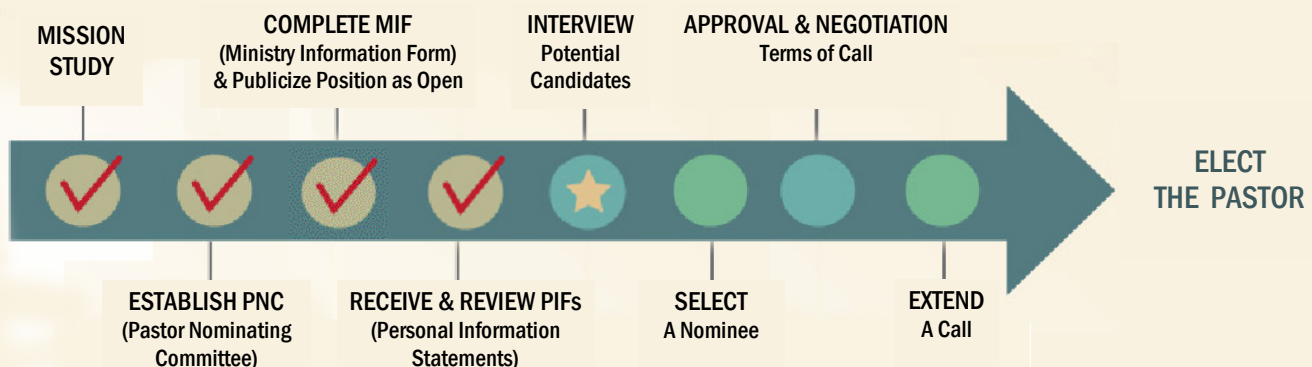 MISSION
STUDY
COMPLETE MIF
(Ministry Information Form)
& Publicize Position as Open
INTERVIEW
Potential
Candidates
APPROVAL & NEGOTIATION
Terms of Call
ELECT
THE PASTOR
ESTABLISH PNC
(Pastor Nominating
Committee)
RECEIVE & REVIEW PIFs
(Personal Information
Statements)
SELECT
A Nominee
EXTEND
A Call